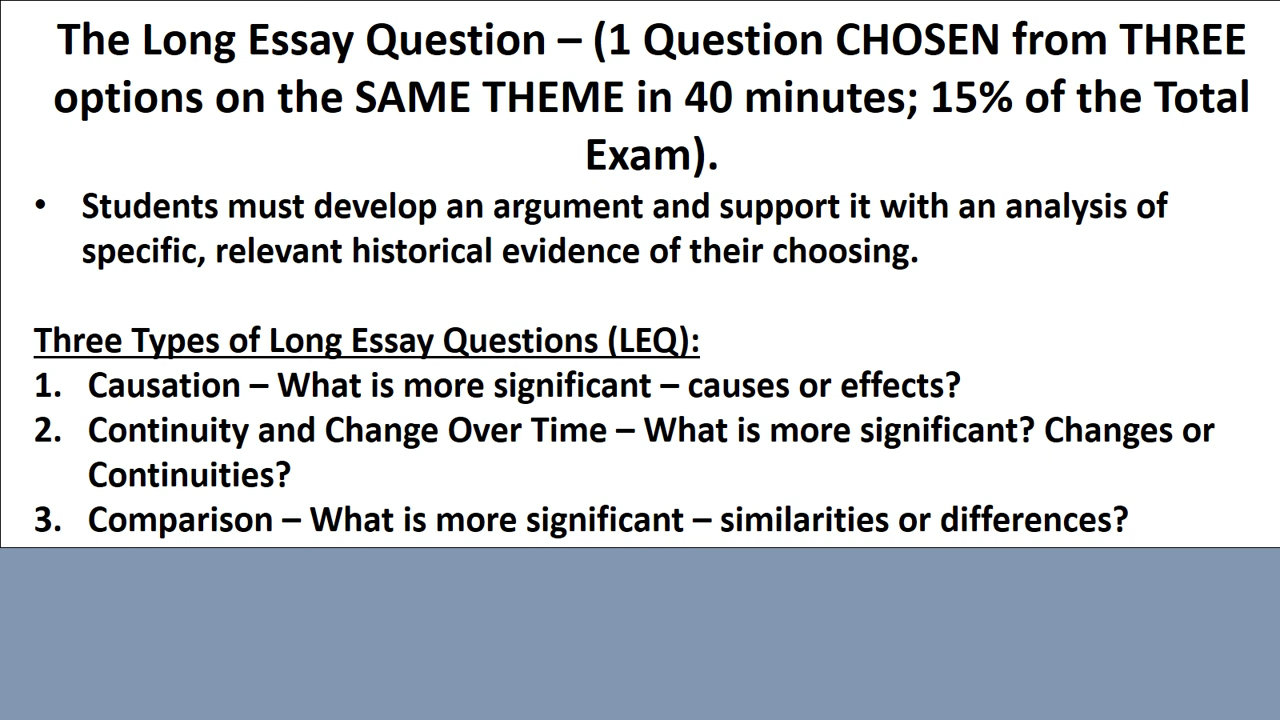 The Long Essay Question – (1 Question CHOSEN from THREE
options on the SAME THEME in 40 minutes; 15% of the Total
Exam).
• Students must develop an argument and support it with an analysis of
specific, relevant historical evidence of their choosing.
Three Types of Long Essay Questions (LEQ):
1. Causation – What is more significant – causes or effects?
2. Continuity and Change Over Time – What is more significant? Changes or
Continuities?
3. Comparison – What is more significant – similarities or differences?